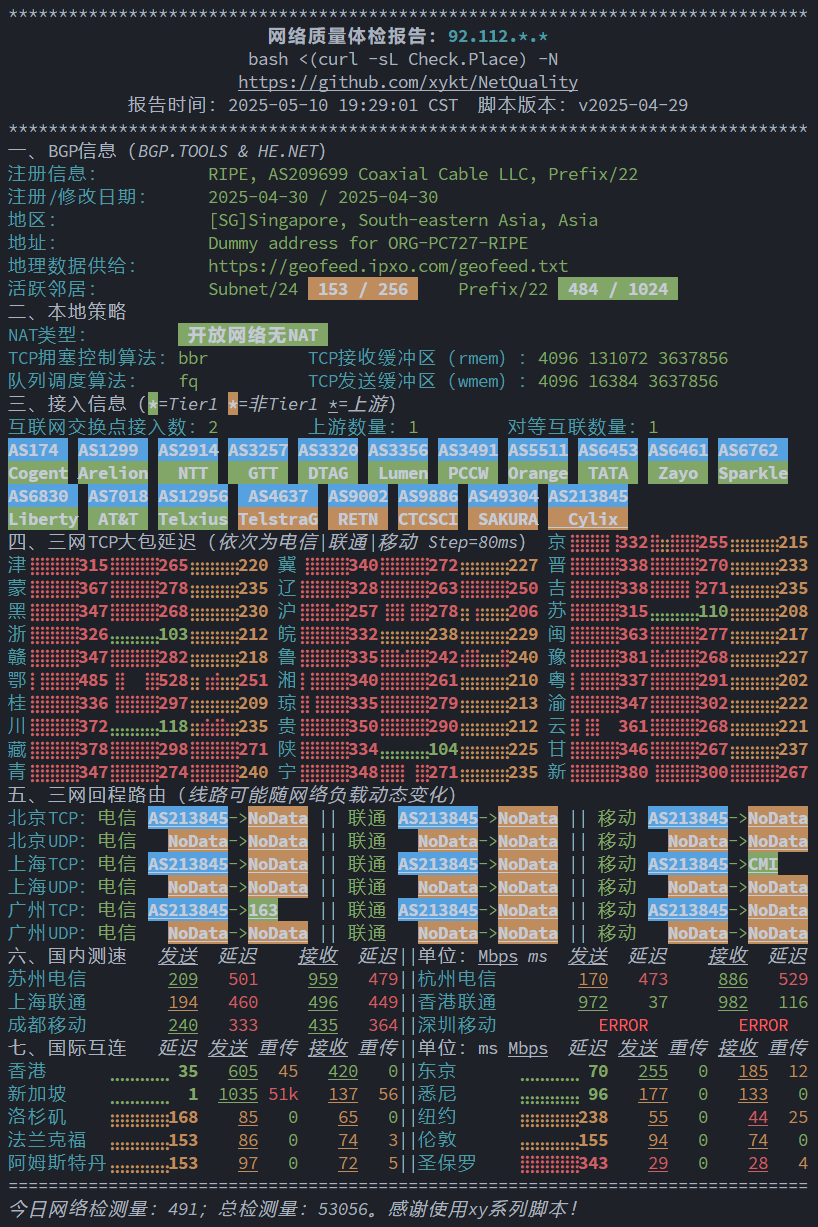 ********************************************************************************
网络质量体检报告：92.112.*.*
bash <(curl -sL Check.Place) -N
https://github.com/xykt/NetQuality
报告时间：2025-05-10 19:29:01 CST  脚本版本：v2025-04-29
********************************************************************************
一、BGP信息（BGP.TOOLS & HE.NET）
注册信息： RIPE, AS209699 Coaxial Cable LLC, Prefix/22
注册/修改日期： 2025-04-30 / 2025-04-30
地区： [SG]Singapore, South-eastern Asia, Asia
地址： Dummy address for ORG-PC727-RIPE
地理数据供给： https://geofeed.ipxo.com/geofeed.txt
活跃邻居： Subnet/24 153 / 256 Prefix/22 484 / 1024
二、本地策略
NAT类型： 开放网络无NAT
TCP拥塞控制算法：bbr TCP接收缓冲区（rmem）：4096 131072 3637856
队列调度算法： fq TCP发送缓冲区（wmem）：4096 16384 3637856
三、接入信息（*=Tier1 *=非Tier1 *=上游）
互联网交换点接入数：2 上游数量：1 对等互联数量：1
AS174 AS1299 AS2914 AS3257 AS3320 AS3356 AS3491 AS5511 AS6453 AS6461 AS6762
Cogent Arelion NTT GTT DTAG Lumen PCCW Orange TATA Zayo Sparkle
AS6830 AS7018 AS12956 AS4637 AS9002 AS9886 AS49304 AS213845
Liberty AT&T Telxius TelstraG RETN CTCSCI SAKURA Cylix
四、三网TCP大包延迟（依次为电信|联通|移动 Step=80ms） 京 332 255 215
津 315 265 220 冀 340 272 227 晋 338 270 233
蒙 367 278 235 辽 328 263 250 吉 338 271 235
黑 347 268 230 沪 257 278 206 苏 315 110 208
浙 326 103 212 皖 332 238 229 闽 363 277 217
赣 347 282 218 鲁 335 242 240 豫 381 268 227
鄂 485 528 251 湘 340 261 210 粤 337 291 202
桂 336 297 209 琼 335 279 213 渝 347 302 222
川 372 118 235 贵 350 290 212 云 361 268 221
藏 378 298 271 陕 334 104 225 甘 346 267 237
青 347 274 240 宁 348 271 235 新 380 300 267
五、三网回程路由（线路可能随网络负载动态变化）
北京TCP：电信 AS213845->NoData || 联通 AS213845->NoData || 移动 AS213845->NoData
北京UDP：电信 NoData->NoData || 联通 NoData->NoData || 移动 NoData->NoData
上海TCP：电信 AS213845->NoData || 联通 AS213845->NoData || 移动 AS213845->CMI
上海UDP：电信 NoData->NoData || 联通 NoData->NoData || 移动 NoData->NoData
广州TCP：电信 AS213845->163 || 联通 AS213845->NoData || 移动 AS213845->NoData
广州UDP：电信 NoData->NoData || 联通 NoData->NoData || 移动 NoData->NoData
六、国内测速 发送 延迟 接收 延迟||单位：Mbps ms 发送 延迟 接收 延迟
苏州电信 209 501 959 479||杭州电信 170 473 886 529
上海联通 194 460 496 449||香港联通 972 37 982 116
成都移动 240 333 435 364||深圳移动 ERROR ERROR
七、国际互连 延迟 发送 重传 接收 重传||单位：ms Mbps 延迟 发送 重传 接收 重传
香港 35 605 45 420 0||东京 70 255 0 185 12
新加坡 1 1035 51k 137 56||悉尼 96 177 0 133 0
洛杉矶 168 85 0 65 0||纽约 238 55 0 44 25
法兰克福 153 86 0 74 3||伦敦 155 94 0 74 0
阿姆斯特丹 153 97 0 72 5||圣保罗 343 29 0 28 4
================================================================================
今日网络检测量：491；总检测量：53056。感谢使用xy系列脚本！